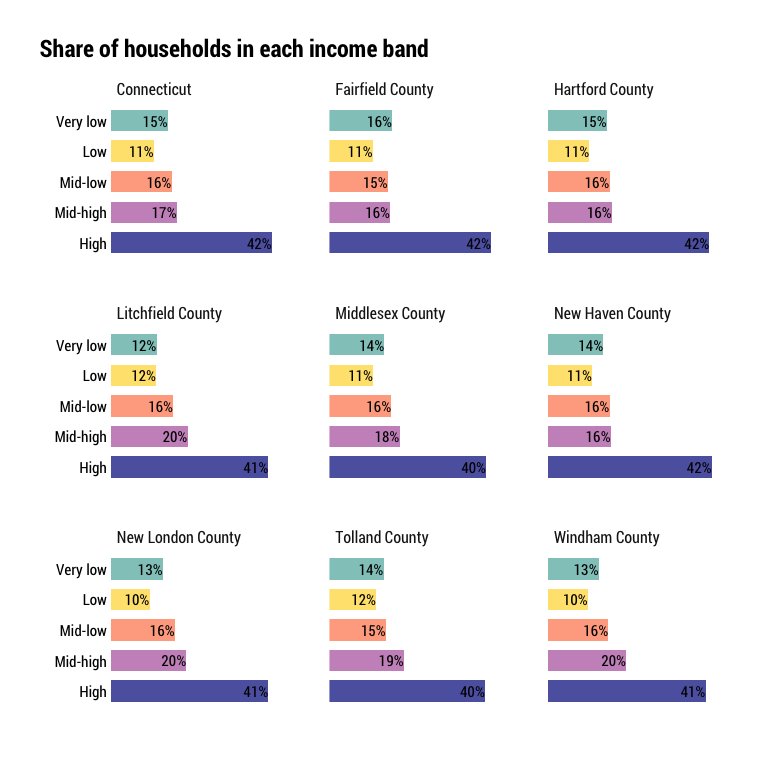 Share of households in each income band
Connecticut Fairfield County Hartford County
Very low 15% 16% 15%
Low 11% 11% 11%
Mid-low 16% 15% 16%
Mid-high 17% 16% 16%
High 42% 42% 42%
Litchfield County Middlesex County New Haven County
Very low 12% 14% 14%
Low 12% 11% 11%
Mid-low 16% 16% 16%
Mid-high 20% 18% 16%
High 41% 40% 42%
New London County Tolland County Windham County
Very low 13% 14% 13%
Low 10% 12% 10%
Mid-low 16% 15% 16%
Mid-high 20% 19% 20%
High 41% 40% 41%